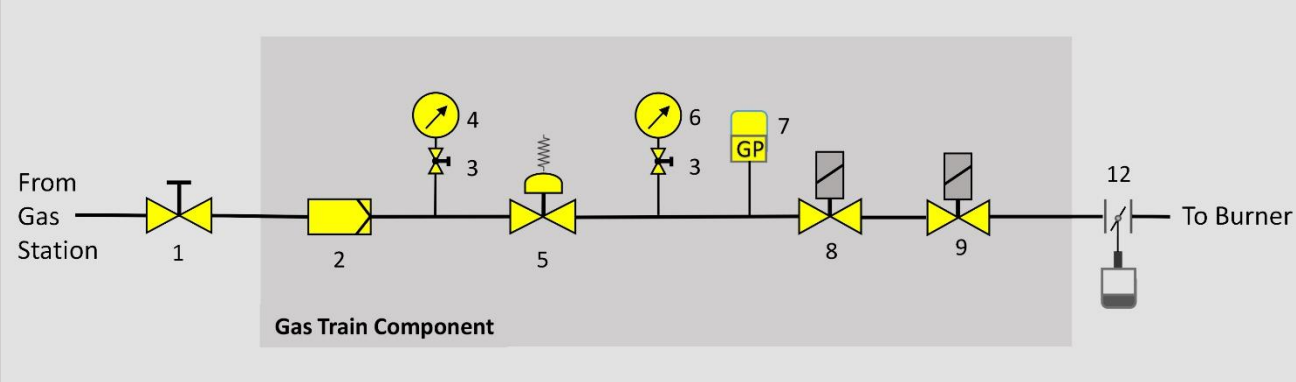 4
6
7
GP
3
3
12
From
Gas
Station
To Burner
1
2
5
8
9
Gas Train Component